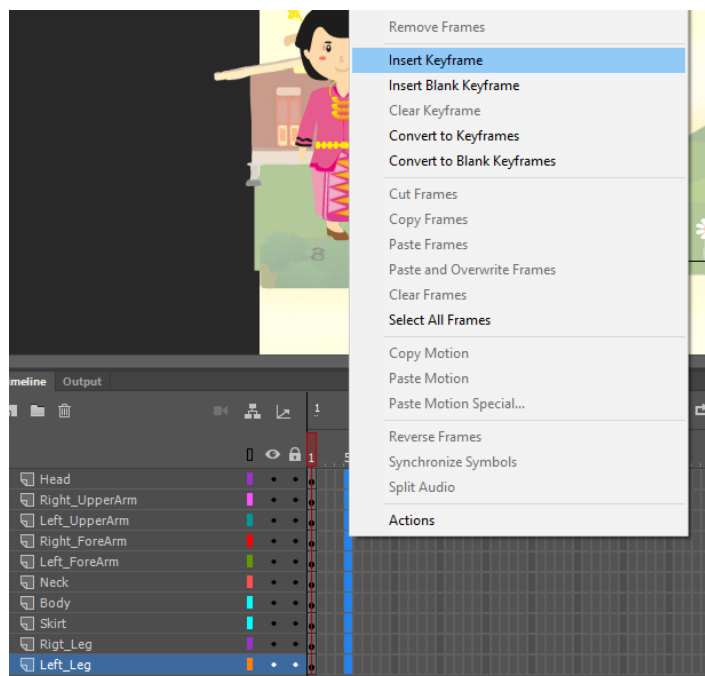 Remove Frames
Insert Keyframe
Insert Blank Keyframe
Clear Keyframe
Convert to Keyframes
Convert to Blank Keyframes
Cut Frames
Copy Frames
Paste Frames
Paste and Overwrite Frames
Clear Frames
Select All Frames
Copy Motion
Paste Motion
Paste Motion Special...
Reverse Frames
Synchronize Symbols
Split Audio
Actions
imeline Output
1
1 5
Head
Right_UpperArm
Left_UpperArm
Right_ForeArm
Left_ForeArm
Neck
Body
Skirt
Rigt_Leg
Left_Leg